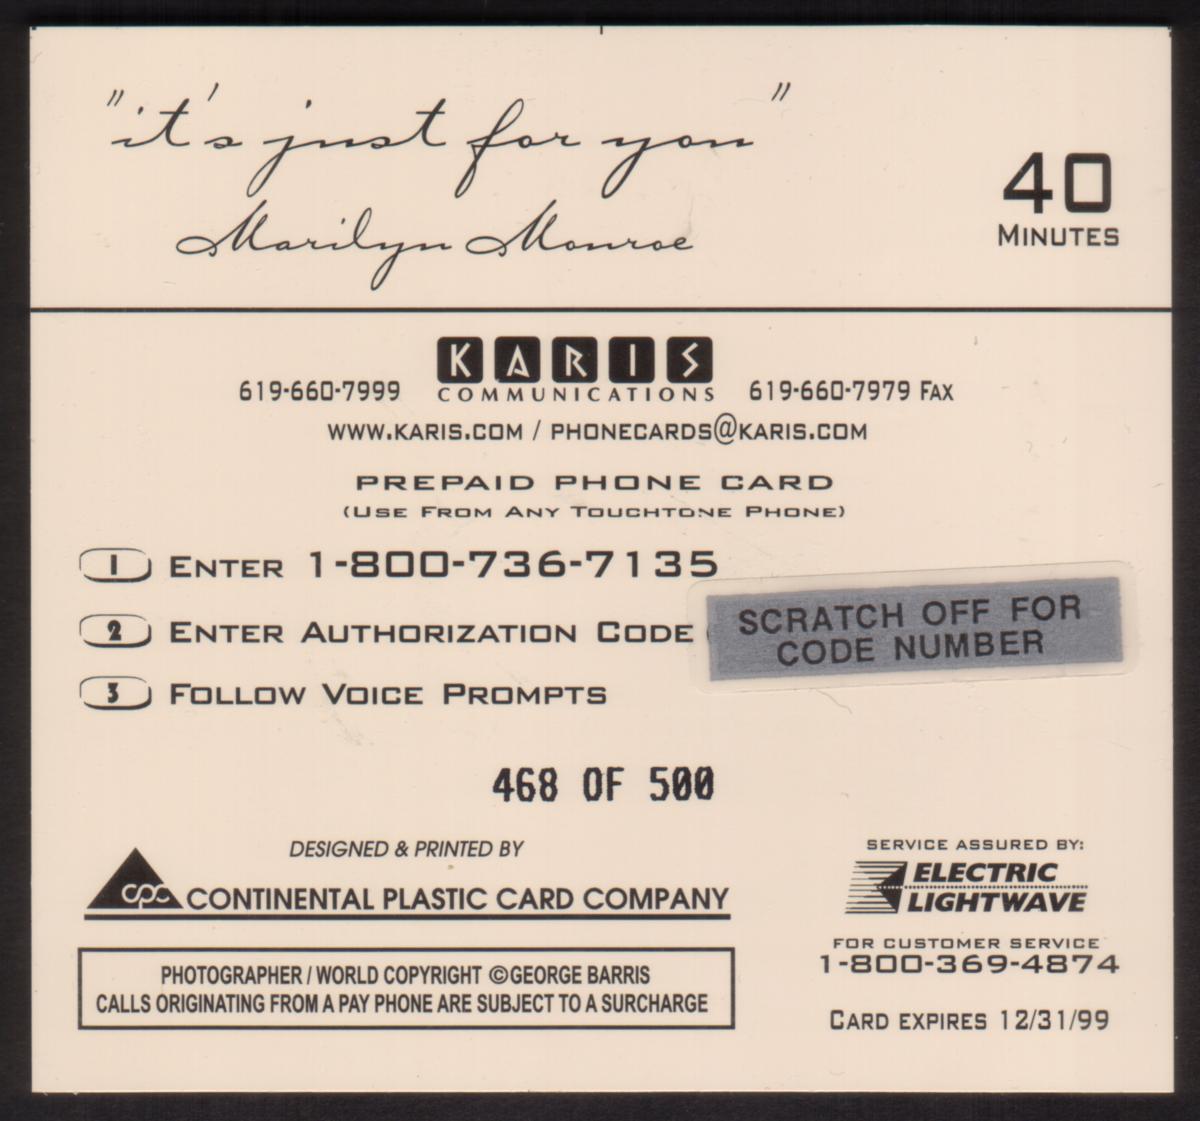 "it's just for you"
Marilyn Monroe
40
MINUTES
KARIS
COMMUNICATIONS
619-660-7999
619-660-7979 FAX
WWW.KARIS.COM / PHONECARDS@KARIS.COM
PREPAID PHONE CARD
(USE FROM ANY TOUCHTONE PHONE)
1 ENTER 1-800-736-7135
2 ENTER AUTHORIZATION CODE
SCRATCH OFF FOR
CODE NUMBER
3 FOLLOW VOICE PROMPTS
468 OF 500
DESIGNED & PRINTED BY
cpc CONTINENTAL PLASTIC CARD COMPANY
PHOTOGRAPHER / WORLD COPYRIGHT ©GEORGE BARRIS
CALLS ORIGINATING FROM A PAY PHONE ARE SUBJECT TO A SURCHARGE
SERVICE ASSURED BY:
ELECTRIC
LIGHTWAVE
FOR CUSTOMER SERVICE
1-800-369-4874
CARD EXPIRES 12/31/99